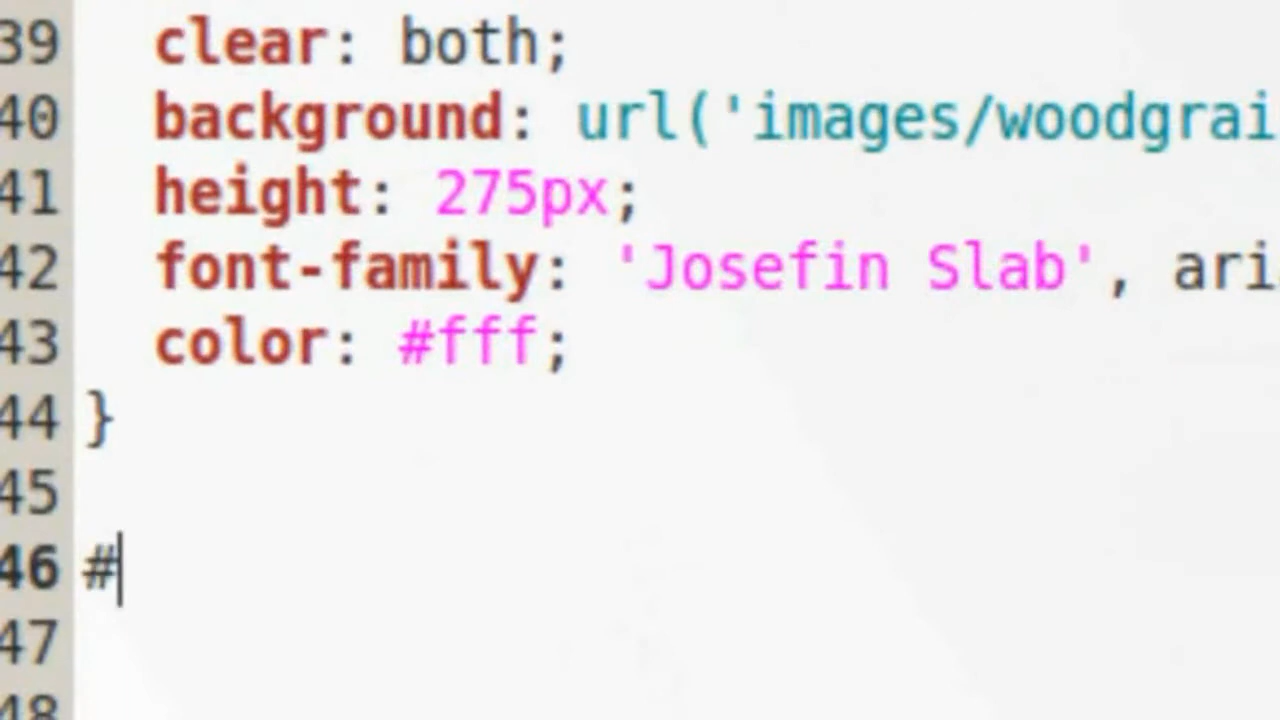 39 clear: both;
40 background: url('images/woodgrai
41 height: 275px;
42 font-family: 'Josefin Slab', ari
43 color: #fff;
44 }
45
46 #
47
48